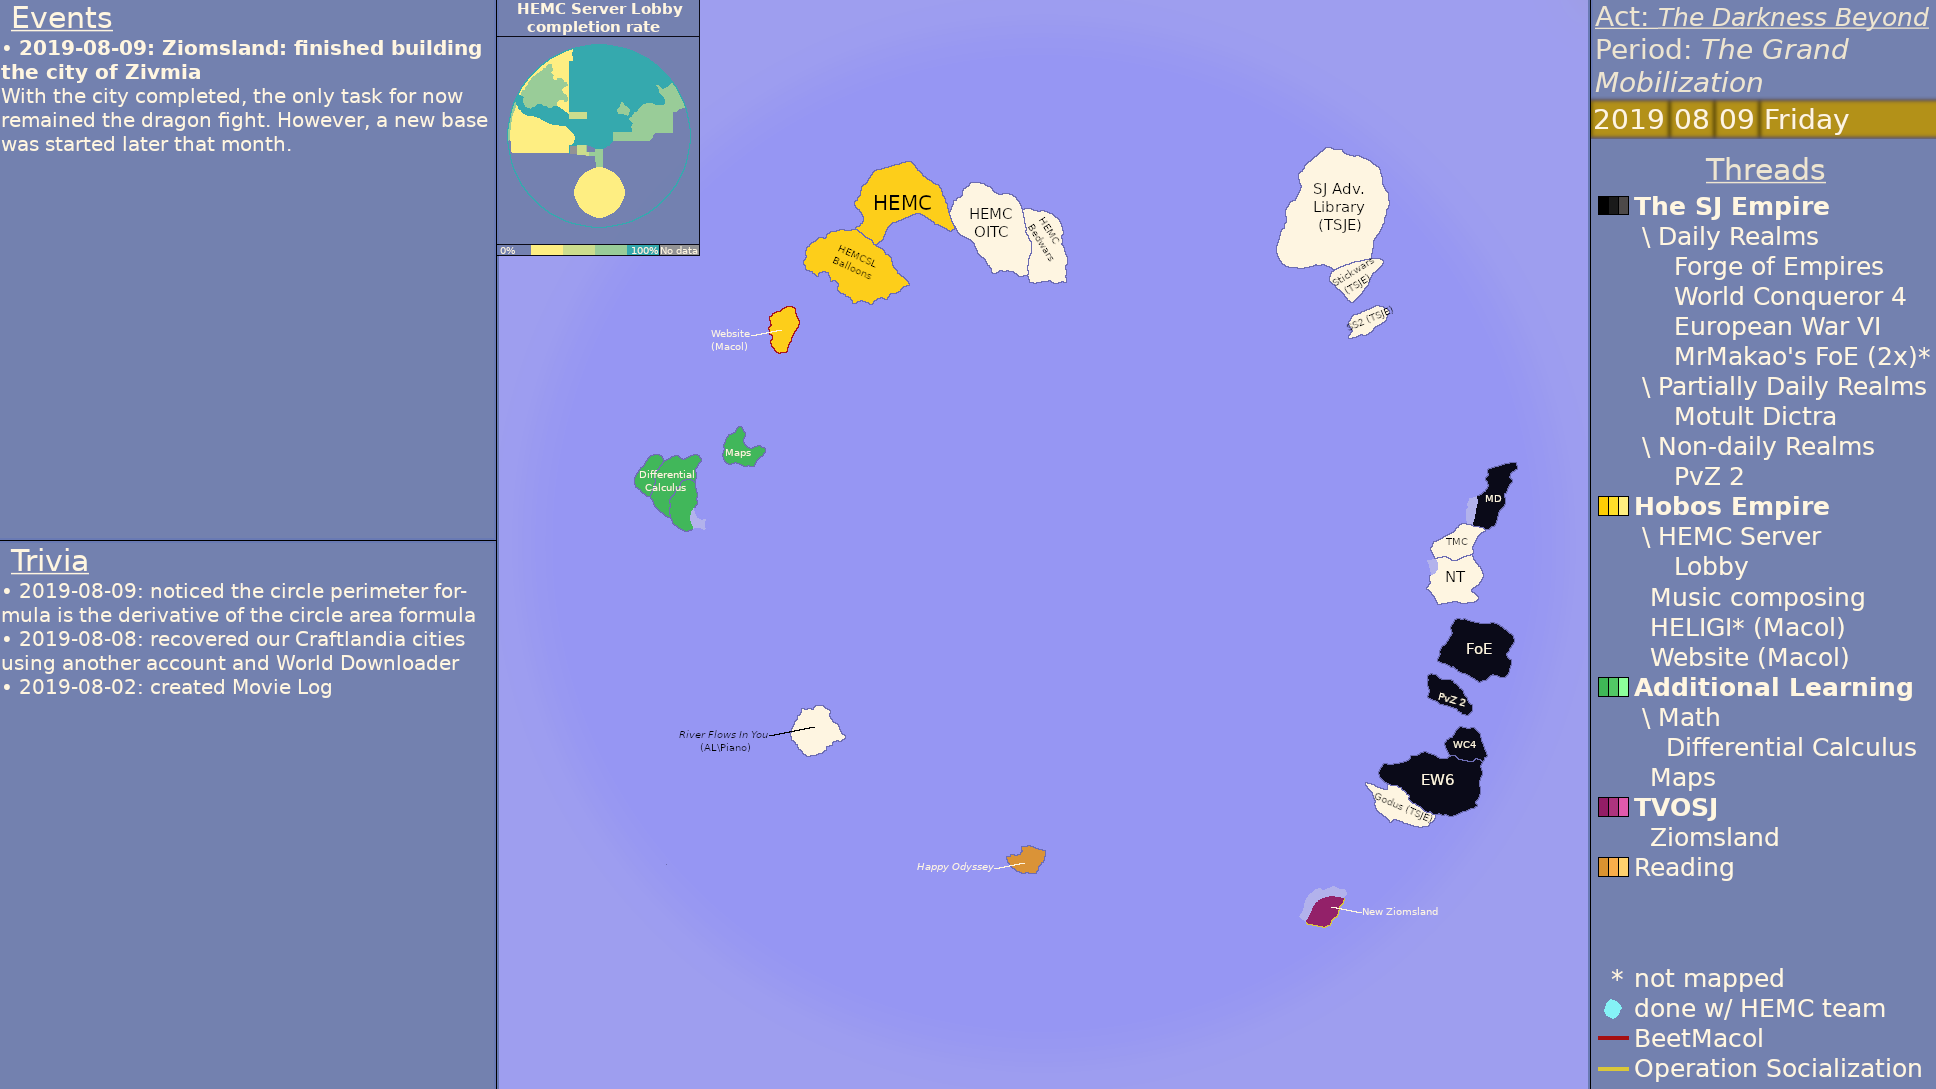 Events
• 2019-08-09: Ziomsland: finished building
the city of Zivmia
With the city completed, the only task for now
remained the dragon fight. However, a new base
was started later that month.
Trivia
• 2019-08-09: noticed the circle perimeter for-
mula is the derivative of the circle area formula
• 2019-08-08: recovered our Craftlandia cities
using another account and World Downloader
• 2019-08-02: created Movie Log
HEMC Server Lobby
completion rate
0%
100%
No data
HEMC
HEMC
OITC
HEMC
Bedwars
HEMCSL
Balloons
Website
(Macol)
SJ Adv.
Library
(TSJE)
Stickwars
(TSJE)
SS2 (TSJE)
Maps
Differential
Calculus
MD
TMC
NT
FoE
PvZ 2
WC4
EW6
Godus (TSJE)
River Flows In You
(AL\Piano)
Happy Odyssey
New Ziomsland
Act: The Darkness Beyond
Period: The Grand
Mobilization
2019 08 09 Friday
Threads
The SJ Empire
\ Daily Realms
Forge of Empires
World Conqueror 4
European War VI
MrMakao's FoE (2x)*
\ Partially Daily Realms
Motult Dictra
\ Non-daily Realms
PvZ 2
Hobos Empire
\ HEMC Server
Lobby
Music composing
HELIGI* (Macol)
Website (Macol)
Additional Learning
\ Math
Differential Calculus
Maps
TVOSJ
Ziomsland
Reading
* not mapped
done w/ HEMC team
BeetMacol
Operation Socialization